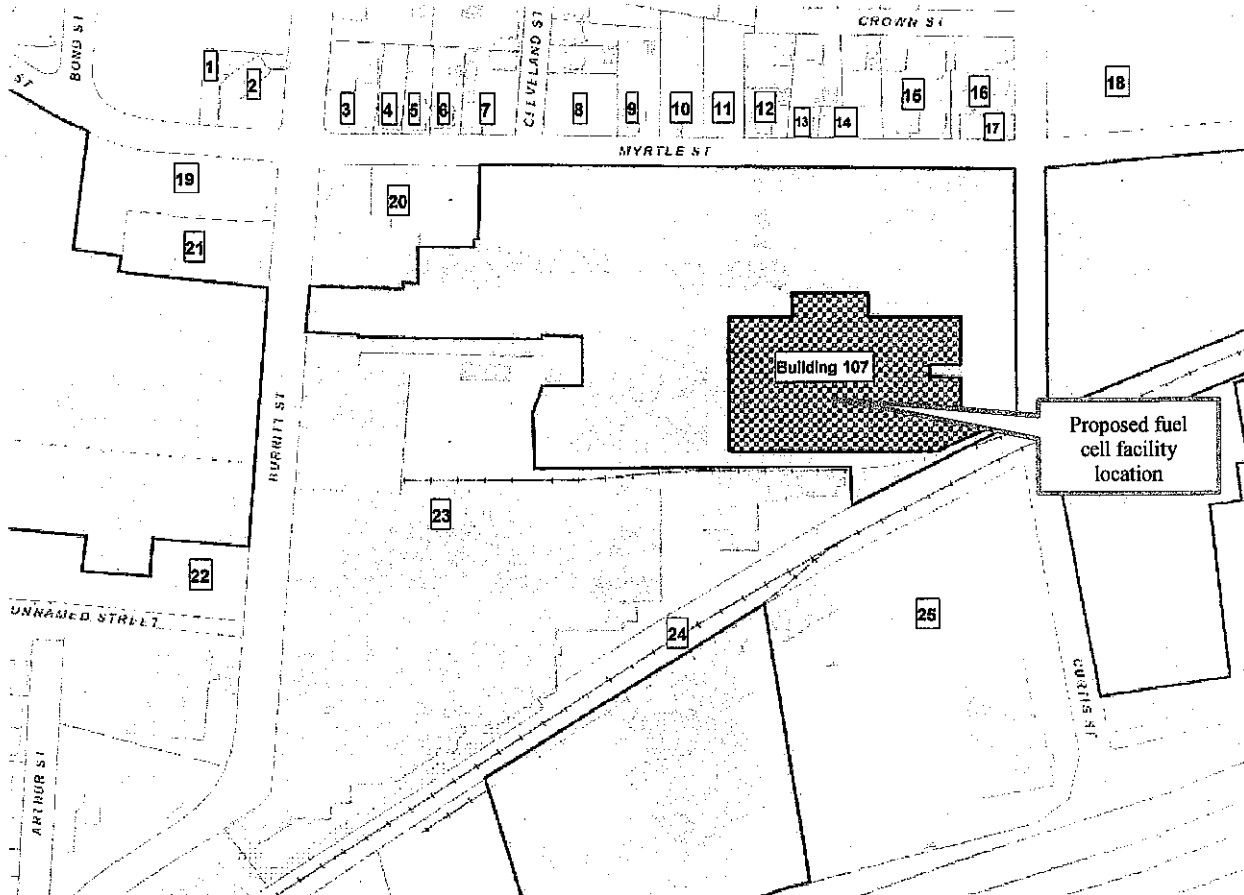 CROWN ST
BOND ST
ST
CLEVELAND ST
1
2
3
4
5
6
7
8
9
10
11
12
13
14
15
16
17
18
MYRTLE ST
19
20
21
Building 107
Proposed fuel
cell facility
location
BURRITT ST
23
22
UNNAMED STREET
24
25
CURTIS ST
ARTHUR ST